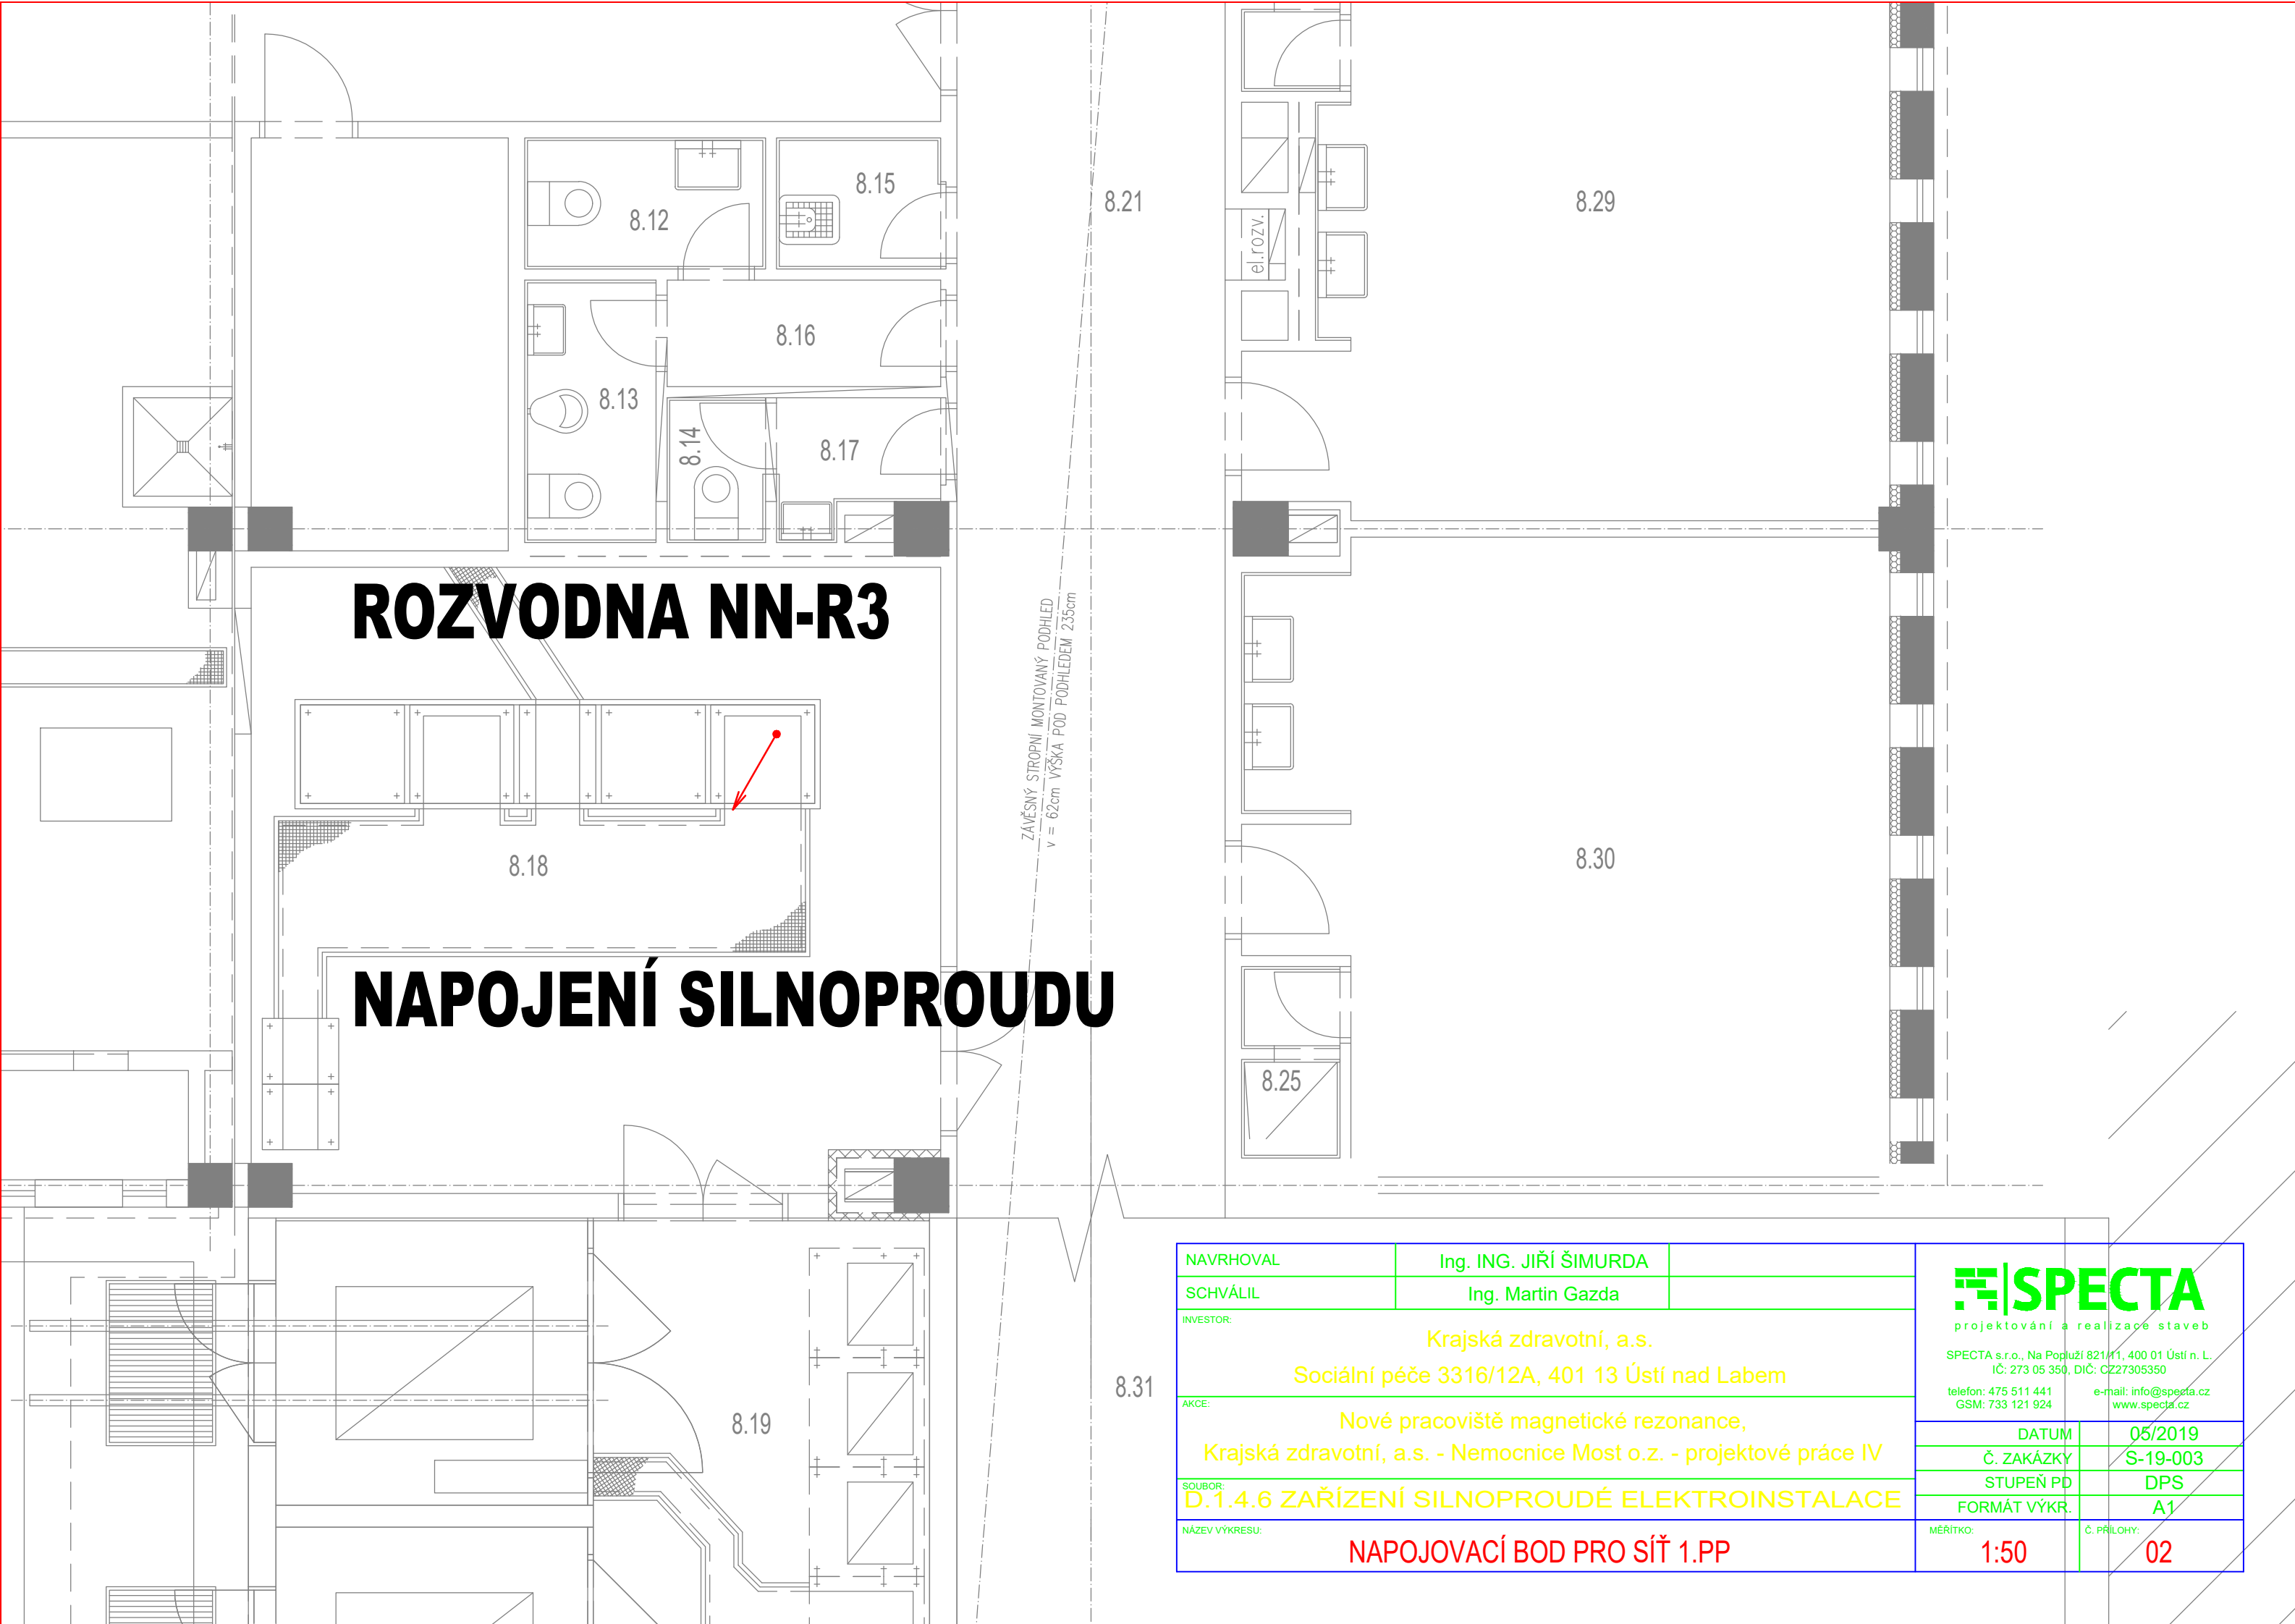 8.15
8.21
8.29
8.12
el.rozv.
8.16
8.13
8.14
8.17
ROZVODNA NN-R3
ZÁVĚSNÝ STROPNÍ MONTOVANÝ PODHLED
v = 62cm VÝŠKA POD PODHLEDEM 235cm
8.18
8.30
NAPOJENÍ SILNOPROUDU
8.25
8.31
8.19
NAVRHOVAL
Ing. ING. JIŘÍ ŠIMURDA
SCHVÁLIL
Ing. Martin Gazda
INVESTOR:
Krajská zdravotní, a.s.
Sociální péče 3316/12A, 401 13 Ústí nad Labem
AKCE:
Nové pracoviště magnetické rezonance,
Krajská zdravotní, a.s. - Nemocnice Most o.z. - projektové práce IV
SOUBOR:
D.1.4.6 ZAŘÍZENÍ SILNOPROUDÉ ELEKTROINSTALACE
NÁZEV VÝKRESU:
NAPOJOVACÍ BOD PRO SÍŤ 1.PP
SPECTA
projektování a realizace staveb
SPECTA s.r.o., Na Popluží 821/11, 400 01 Ústí n. L.
IČ: 273 05 350, DIČ: CZ27305350
telefon: 475 511 441 e-mail: info@specta.cz
GSM: 733 121 924 www.specta.cz
DATUM 05/2019
Č. ZAKÁZKY S-19-003
STUPEŇ PD DPS
FORMÁT VÝKR. A1
MĚŘÍTKO: Č. PŘÍLOHY:
1:50 02